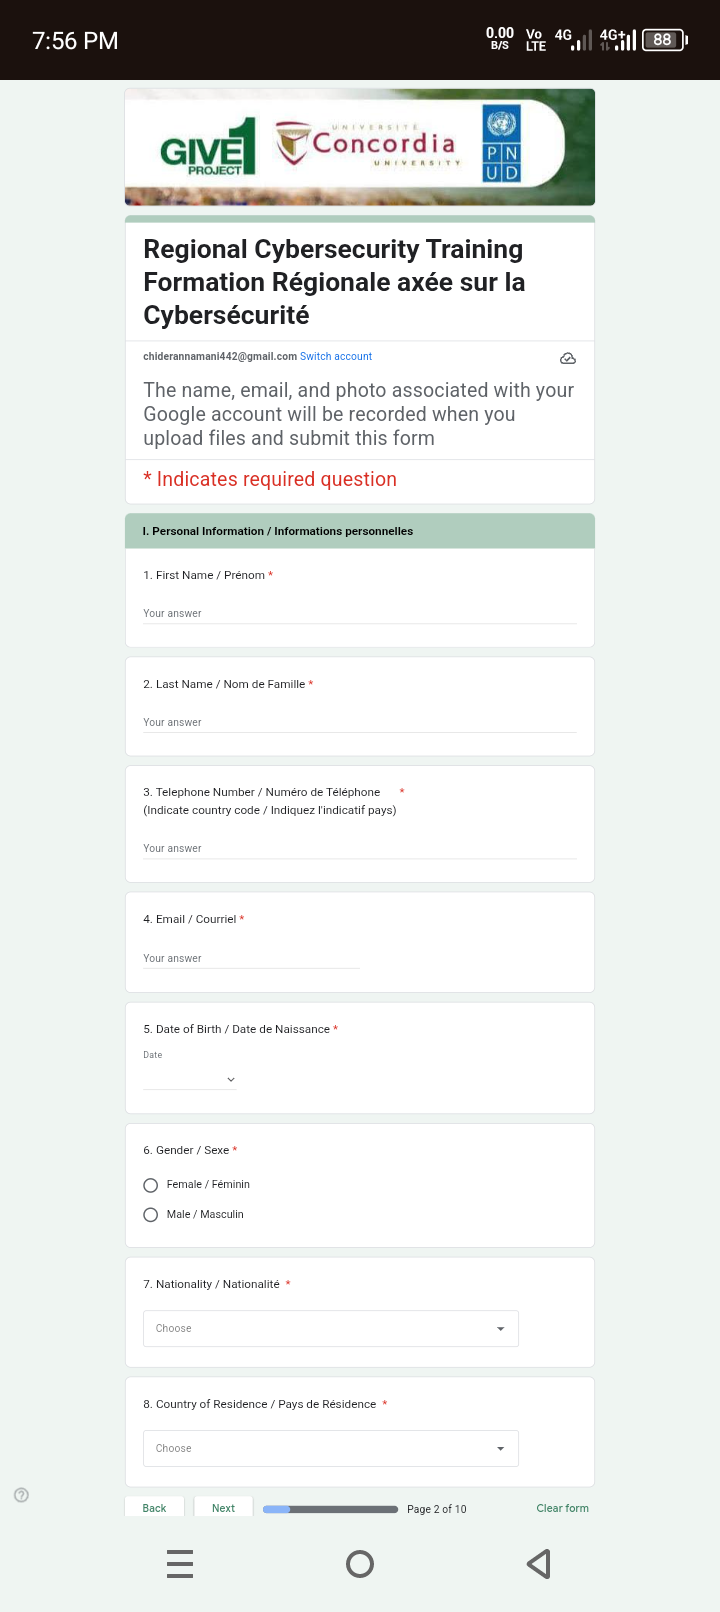 7:56 PM
0.00
B/S
Vo
LTE
4G
4G+
88
GIVE1
PROJECT
UNIVERSITÉ
Concordia
UNIVERSITY
P N
U D
Regional Cybersecurity Training
Formation Régionale axée sur la
Cybersécurité
chiderannamani442@gmail.com Switch account
The name, email, and photo associated with your
Google account will be recorded when you
upload files and submit this form
* Indicates required question
I. Personal Information / Informations personnelles
1. First Name / Prénom *
Your answer
2. Last Name / Nom de Famille *
Your answer
3. Telephone Number / Numéro de Téléphone *
(Indicate country code / Indiquez l'indicatif pays)
Your answer
4. Email / Courriel *
Your answer
5. Date of Birth / Date de Naissance *
Date
6. Gender / Sexe *
Female / Féminin
Male / Masculin
7. Nationality / Nationalité *
Choose
8. Country of Residence / Pays de Résidence *
Choose
Back
Next
Page 2 of 10
Clear form